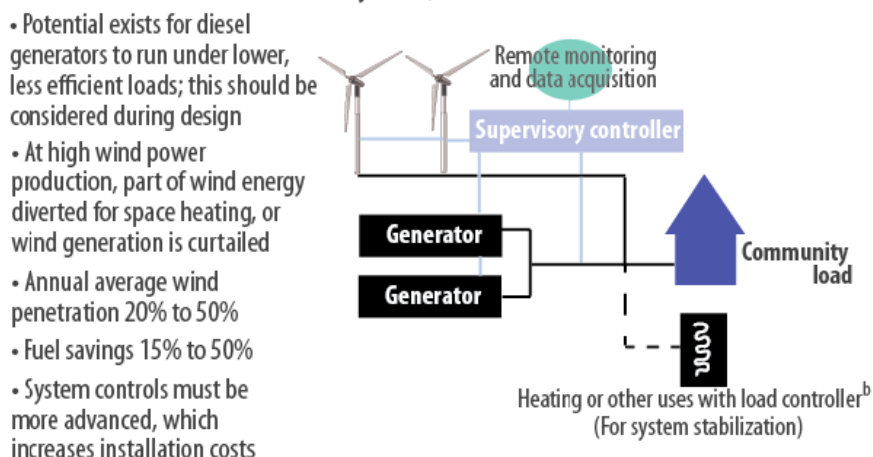 • Potential exists for diesel
generators to run under lower,
less efficient loads; this should be
considered during design
• At high wind power
production, part of wind energy
diverted for space heating, or
wind generation is curtailed
• Annual average wind
penetration 20% to 50%
• Fuel savings 15% to 50%
• System controls must be
more advanced, which
increases installation costs
Remote monitoring
and data acquisition
Supervisory controller
Generator
Generator
Community
load
Heating or other uses with load controllerᵇ
(For system stabilization)